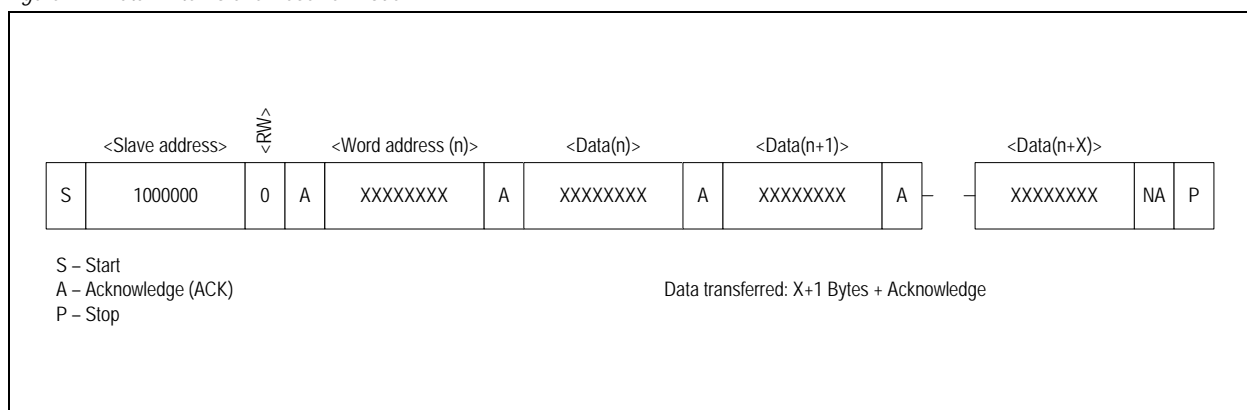 <RW>
<Slave address> <Word address (n)> <Data(n)> <Data(n+1)> <Data(n+X)>
S 1000000 0 A XXXXXXXX A XXXXXXXX A XXXXXXXX A XXXXXXXX NA P
S – Start
A – Acknowledge (ACK) Data transferred: X+1 Bytes + Acknowledge
P – Stop